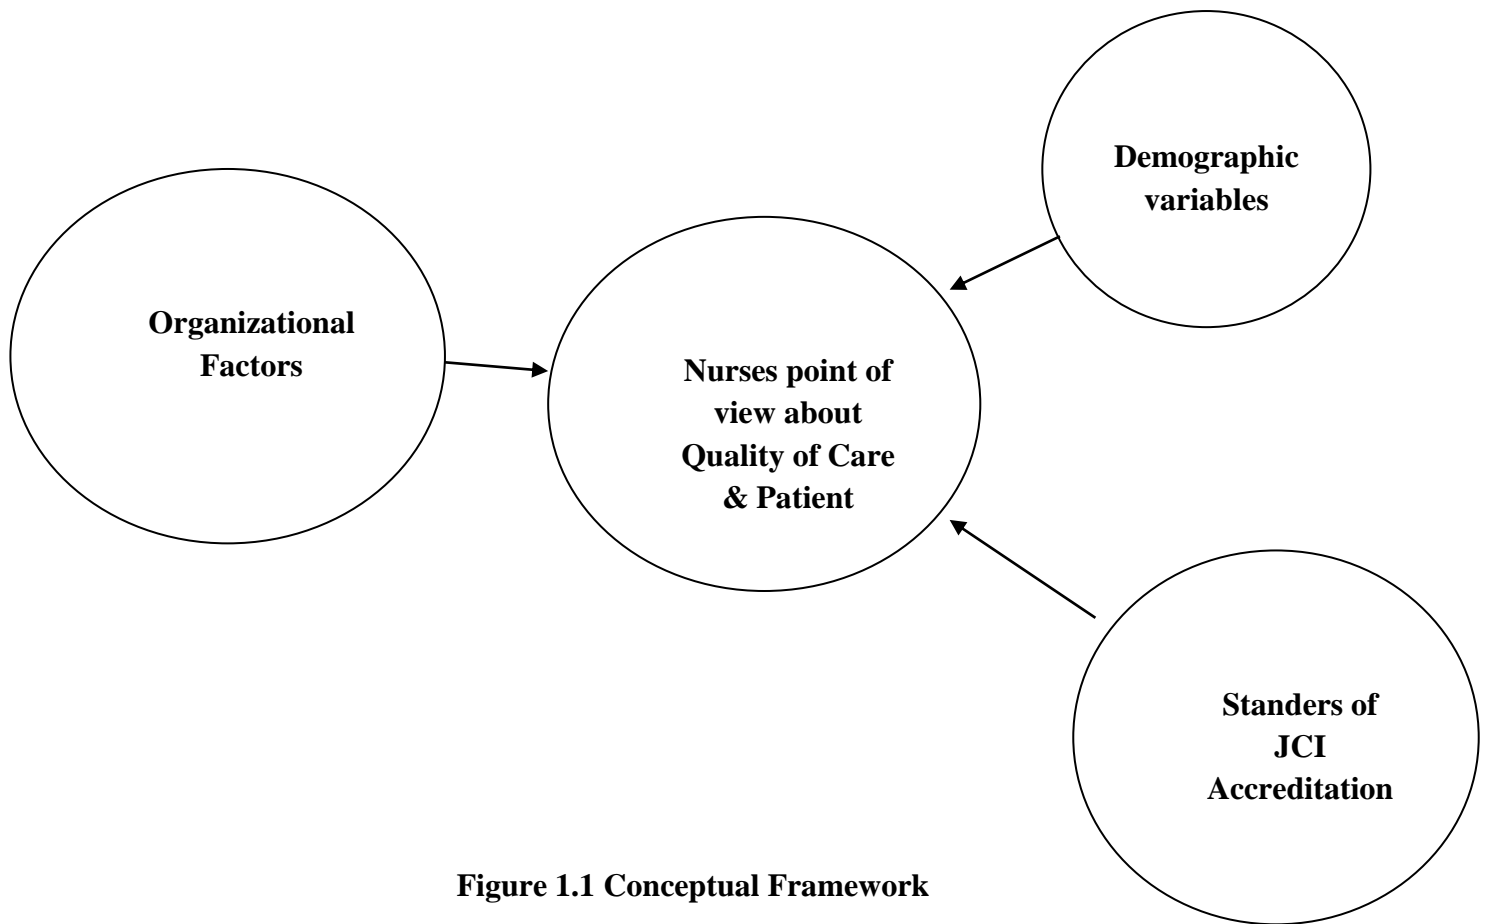 Demographic
variables
Organizational
Factors
Nurses point of
view about
Quality of Care
& Patient
Standers of
JCI
Accreditation
Figure 1.1 Conceptual Framework